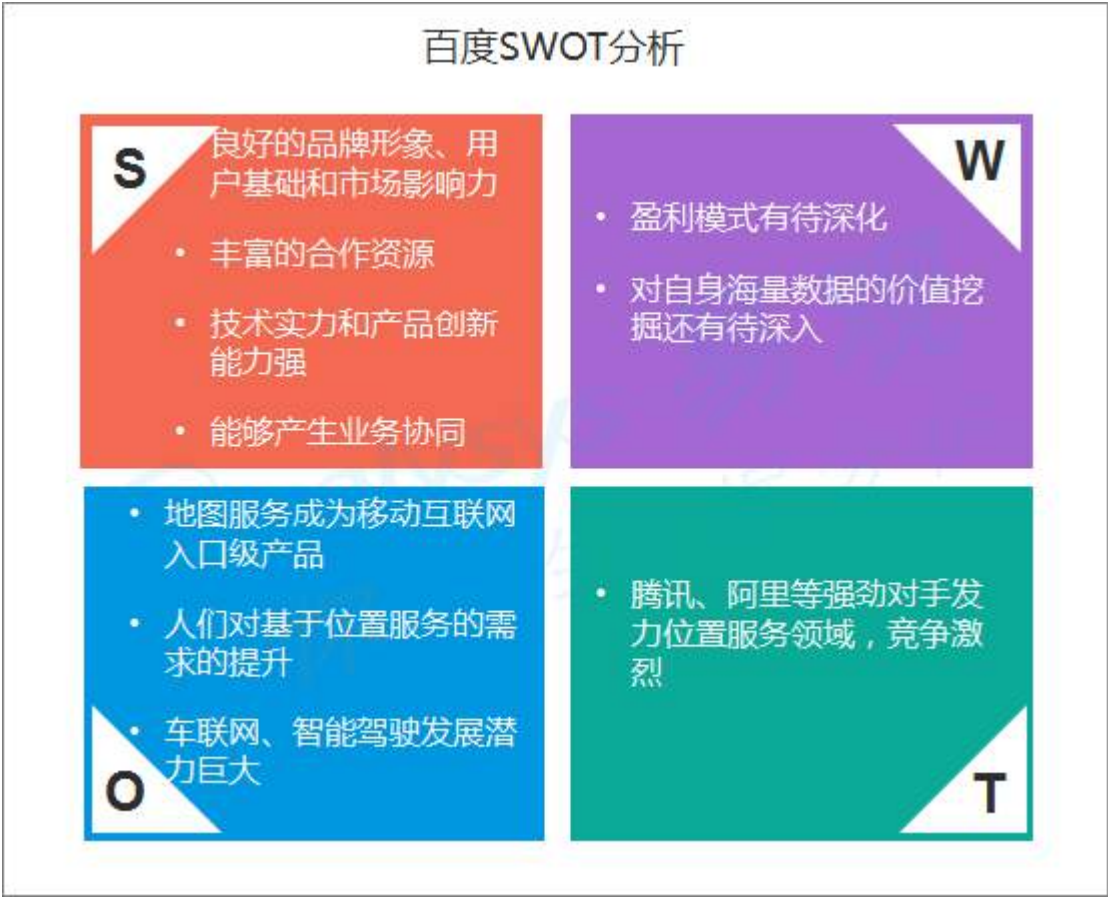 百度SWOT分析
S
良好的品牌形象、用
户基础和市场影响力
• 丰富的合作资源
• 技术实力和产品创新
能力强
• 能够产生业务协同
W
• 盈利模式有待深化
• 对自身海量数据的价值挖
掘还有待深入
• 地图服务成为移动互联网
入口级产品
• 人们对基于位置服务的需
求的提升
• 车联网、智能驾驶发展潜
力巨大
O
• 腾讯、阿里等强劲对手发
力位置服务领域，竞争激
烈
T